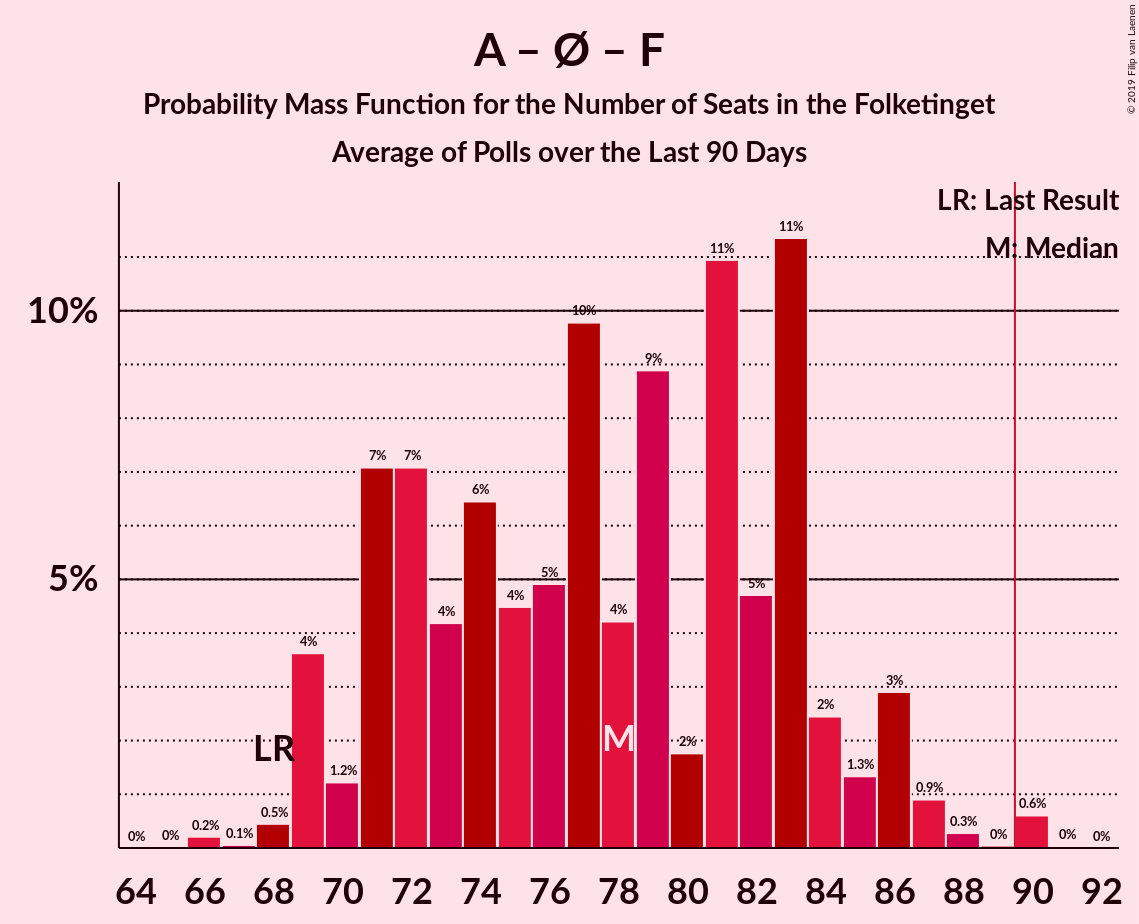 A – Ø – F
Probability Mass Function for the Number of Seats in the Folketinget
Average of Polls over the Last 90 Days
© 2019 Filip van Laenen
LR: Last Result
M: Median
10%
5%
0% 0% 0.2% 0.1% 0.5% 4% 1.2% 7% 7% 4% 6% 4% 5% 10% 4% 9% 2% 11% 5% 11% 2% 1.3% 3% 0.9% 0.3% 0% 0.6% 0% 0%
LR
M
64 66 68 70 72 74 76 78 80 82 84 86 88 90 92